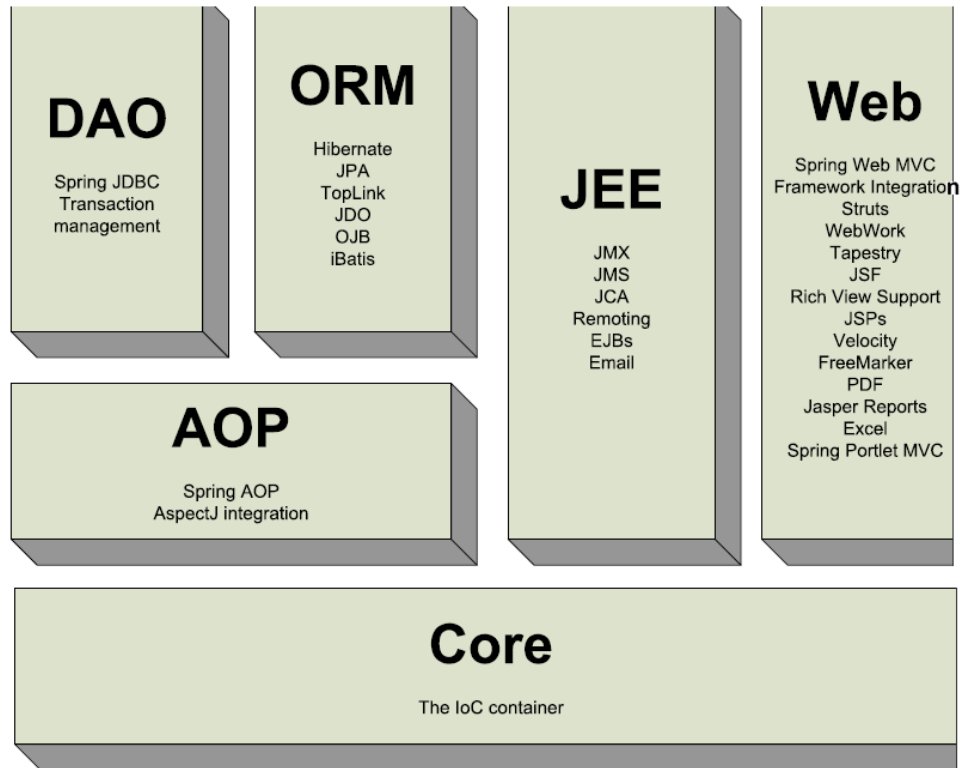 DAO
Spring JDBC
Transaction
management
ORM
Hibernate
JPA
TopLink
JDO
OJB
iBatis
JEE
JMX
JMS
JCA
Remoting
EJBs
Email
Web
Spring Web MVC
Framework Integration
Struts
WebWork
Tapestry
JSF
Rich View Support
JSPs
Velocity
FreeMarker
PDF
Jasper Reports
Excel
Spring Portlet MVC
AOP
Spring AOP
AspectJ integration
Core
The IoC container